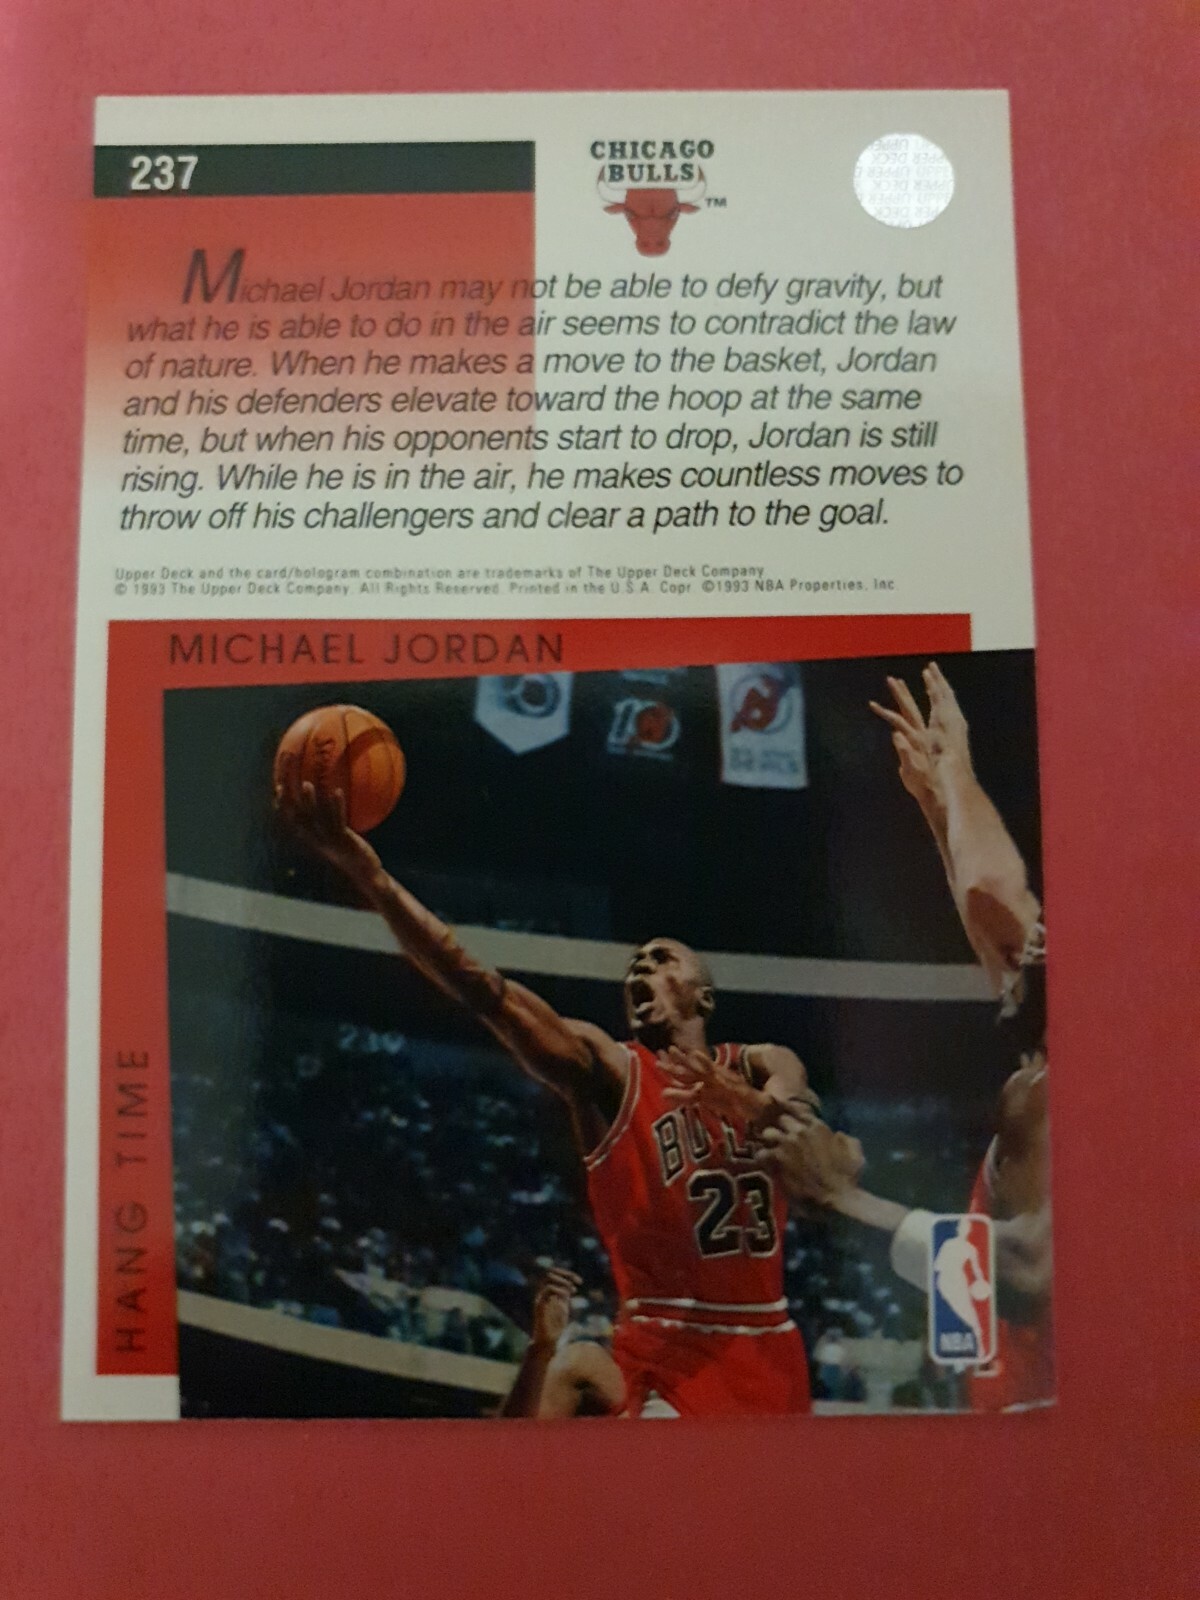 237
CHICAGO
BULLS
TM
UPPER DECK
Michael Jordan may not be able to defy gravity, but
what he is able to do in the air seems to contradict the law
of nature. When he makes a move to the basket, Jordan
and his defenders elevate toward the hoop at the same
time, but when his opponents start to drop, Jordan is still
rising. While he is in the air, he makes countless moves to
throw off his challengers and clear a path to the goal.
Upper Deck and the card/hologram combination are trademarks of The Upper Deck Company
© 1993 The Upper Deck Company. All Rights Reserved. Printed in the U.S.A. Copr. ©1993 NBA Properties, Inc.
MICHAEL JORDAN
HANG TIME
10
230
BULL
23
NBA